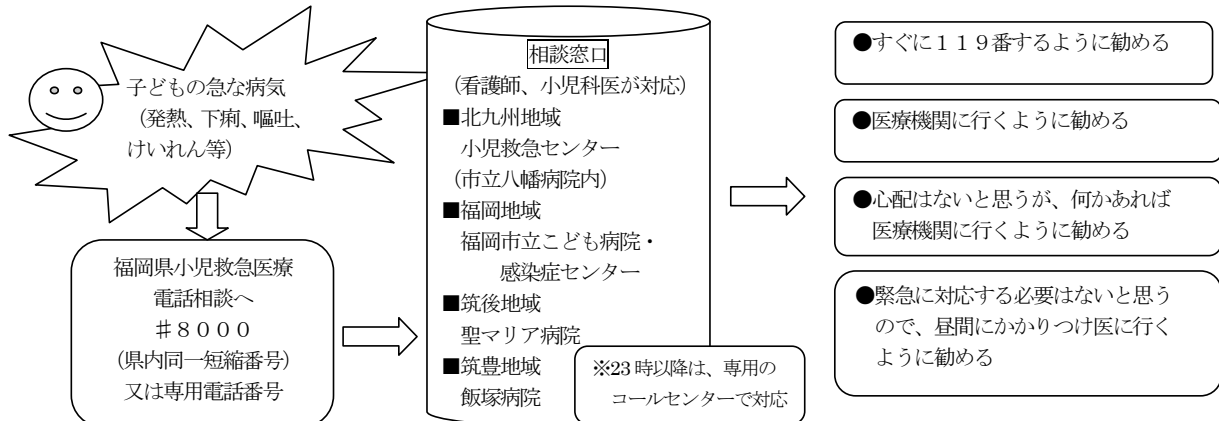 子どもの急な病気
(発熱、下痢、嘔吐、
けいれん等)
福岡県小児救急医療
電話相談へ
＃８０００
(県内同一短縮番号)
又は専用電話番号
相談窓口
(看護師、小児科医が対応)
■北九州地域
小児救急センター
(市立八幡病院内)
■福岡地域
福岡市立こども病院・
感染症センター
■筑後地域
聖マリア病院
■筑豊地域
飯塚病院
※23 時以降は、専用の
コールセンターで対応
●すぐに１１９番するように勧める
●医療機関に行くように勧める
●心配はないと思うが、何かあれば
医療機関に行くように勧める
●緊急に対応する必要はないと思う
ので、昼間にかかりつけ医に行く
ように勧める